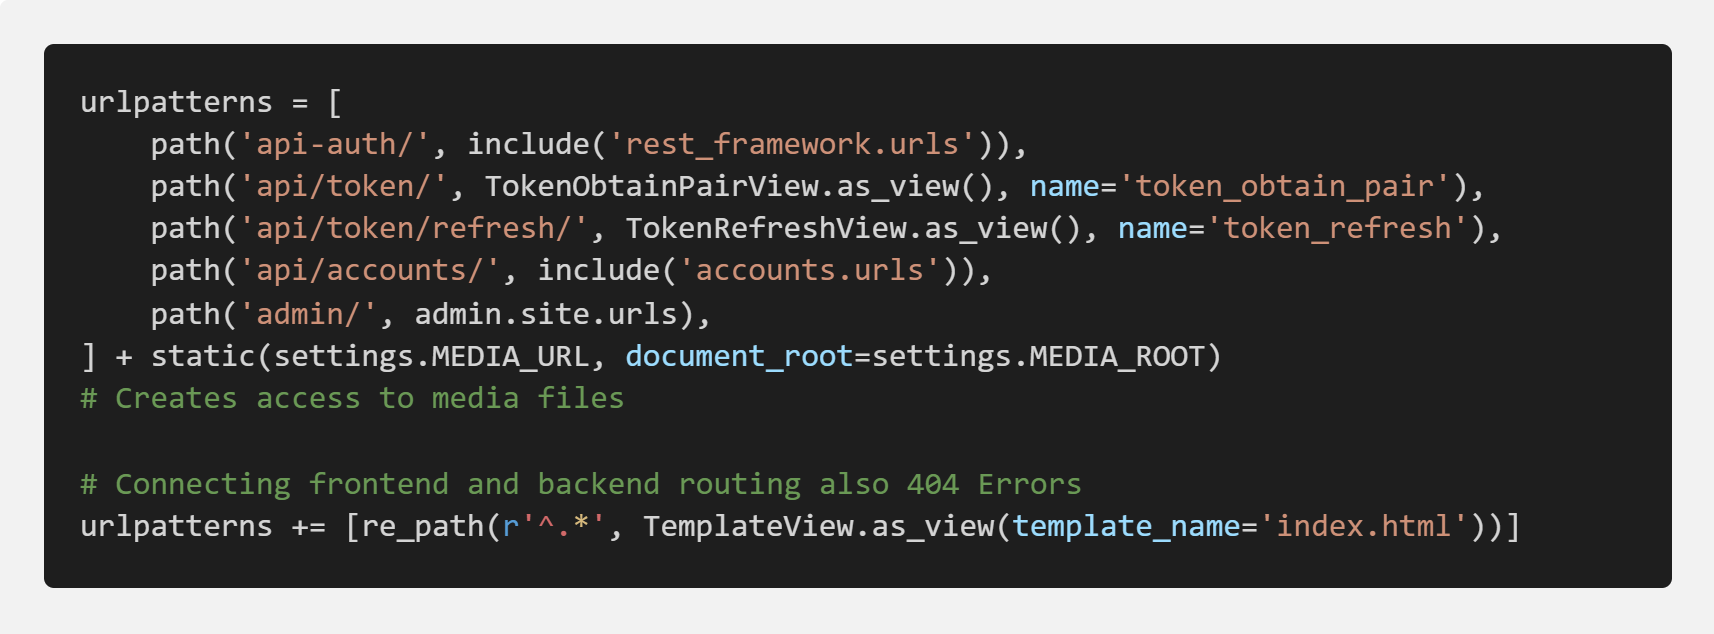 urlpatterns = [
    path('api-auth/', include('rest_framework.urls')),
    path('api/token/', TokenObtainPairView.as_view(), name='token_obtain_pair'),
    path('api/token/refresh/', TokenRefreshView.as_view(), name='token_refresh'),
    path('api/accounts/', include('accounts.urls')),
    path('admin/', admin.site.urls),
] + static(settings.MEDIA_URL, document_root=settings.MEDIA_ROOT)
# Creates access to media files

# Connecting frontend and backend routing also 404 Errors
urlpatterns += [re_path(r'^.*', TemplateView.as_view(template_name='index.html'))]